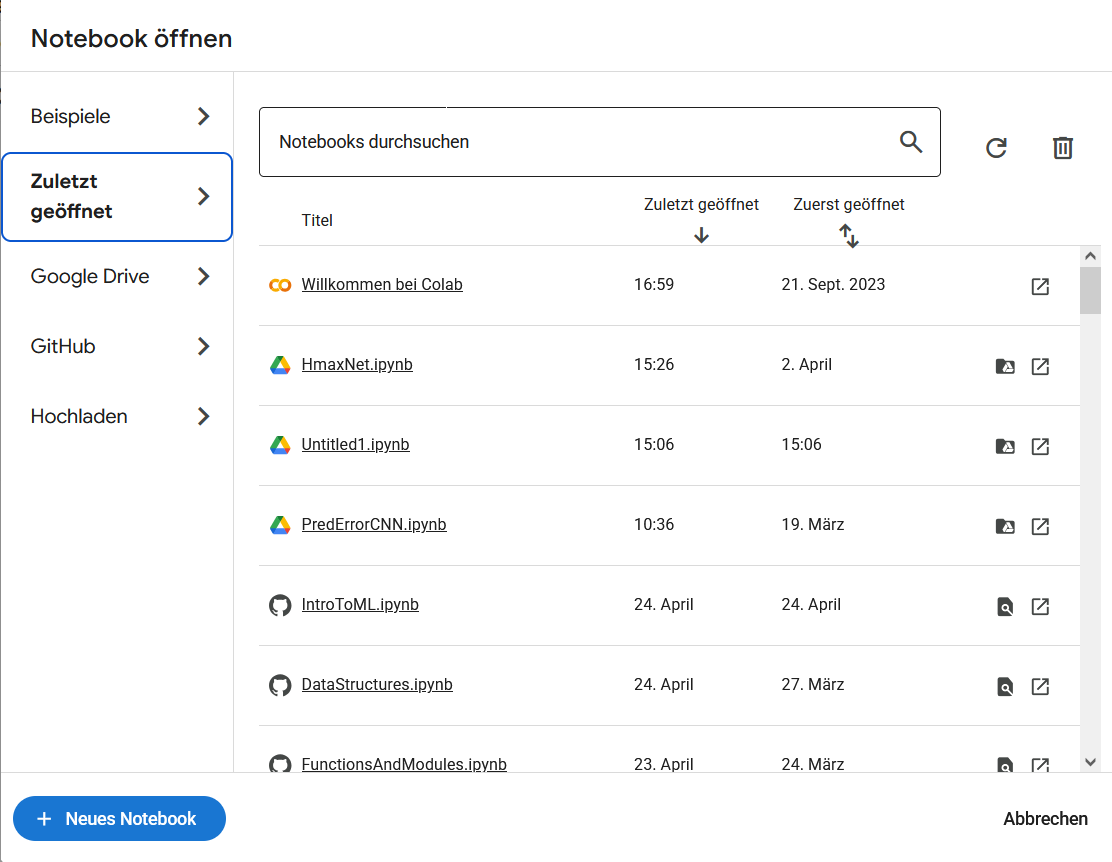 Notebook öffnen
Beispiele
Zuletzt
geöffnet
Google Drive
GitHub
Hochladen
Notebooks durchsuchen
Titel Zuletzt geöffnet Zuerst geöffnet
Willkommen bei Colab 16:59 21. Sept. 2023
HmaxNet.ipynb 15:26 2. April
Untitled1.ipynb 15:06 15:06
PredErrorCNN.ipynb 10:36 19. März
IntroToML.ipynb 24. April 24. April
DataStructures.ipynb 24. April 27. März
FunctionsAndModules.ipynb 23. April 24. März
+ Neues Notebook
Abbrechen